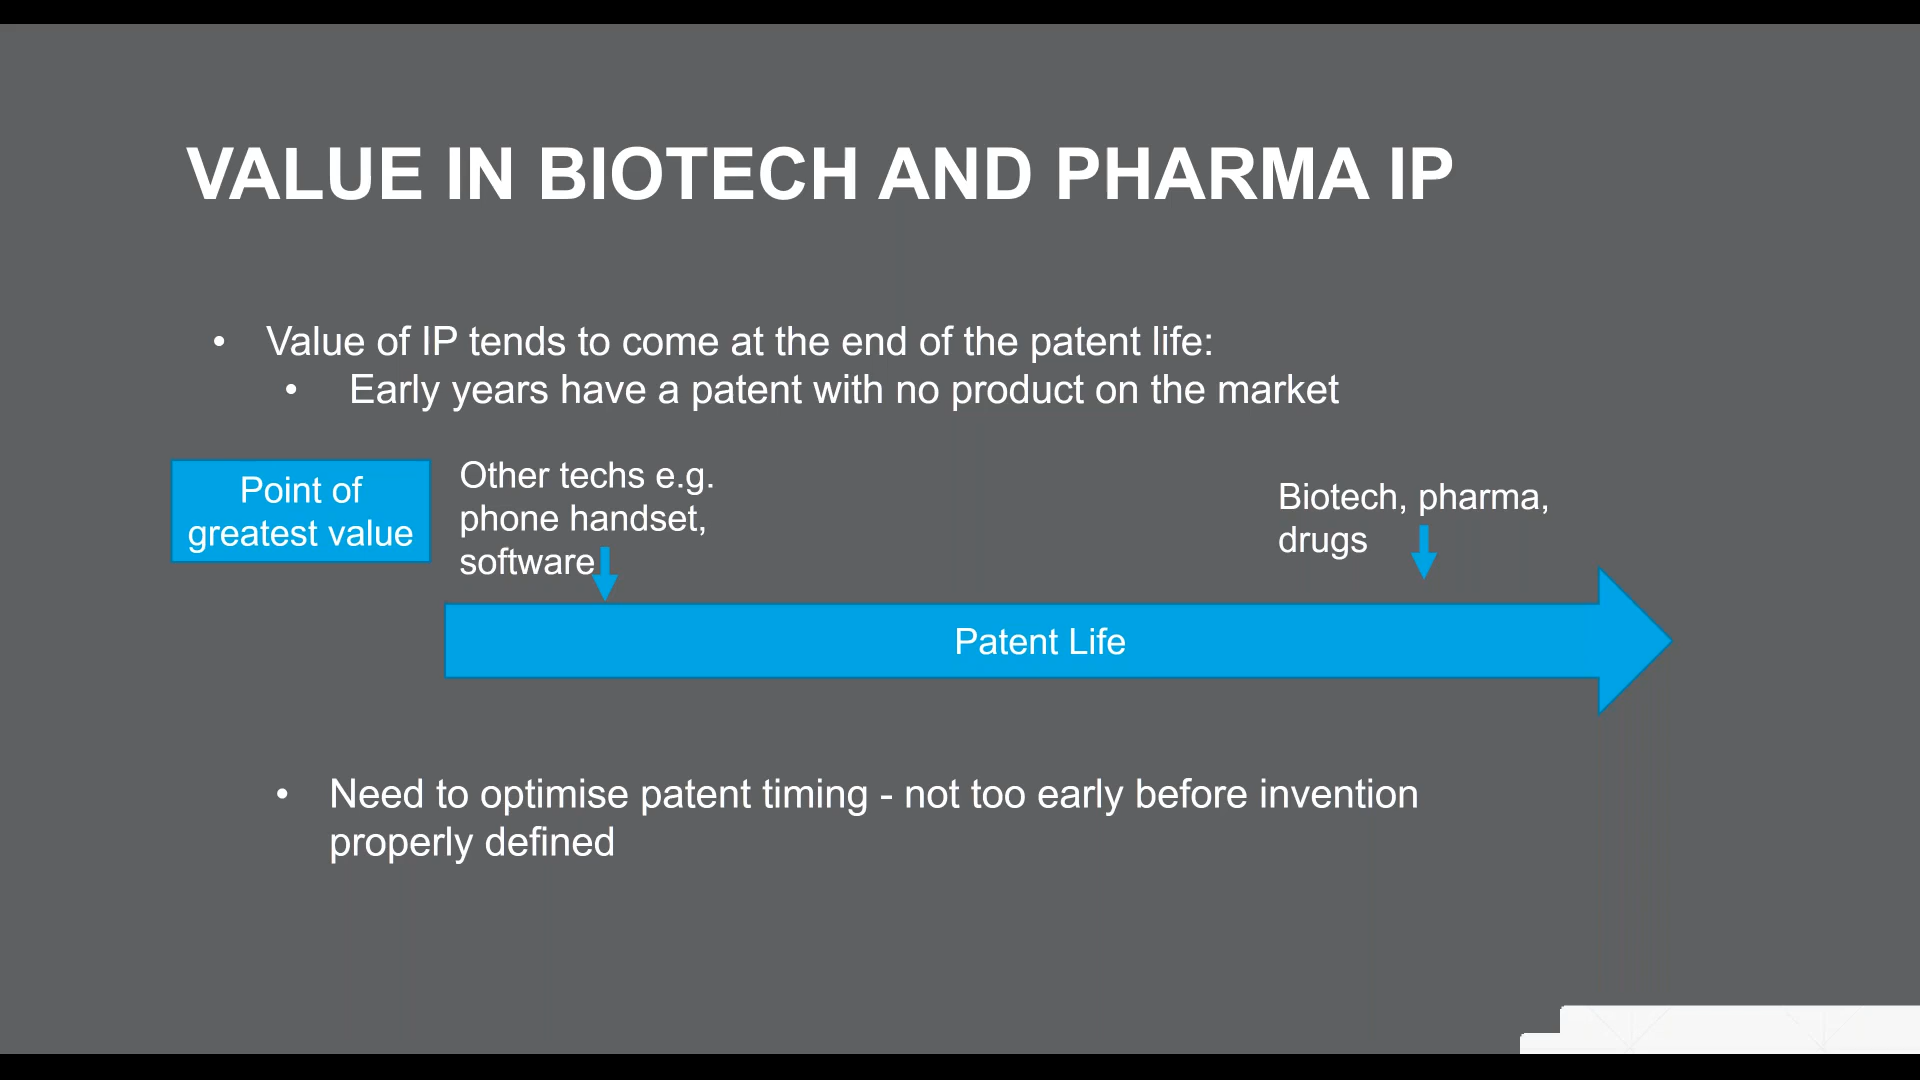 VALUE IN BIOTECH AND PHARMA IP
• Value of IP tends to come at the end of the patent life:
• Early years have a patent with no product on the market
Point of
greatest value
Other techs e.g.
phone handset,
software
Biotech, pharma,
drugs
Patent Life
• Need to optimise patent timing - not too early before invention
properly defined